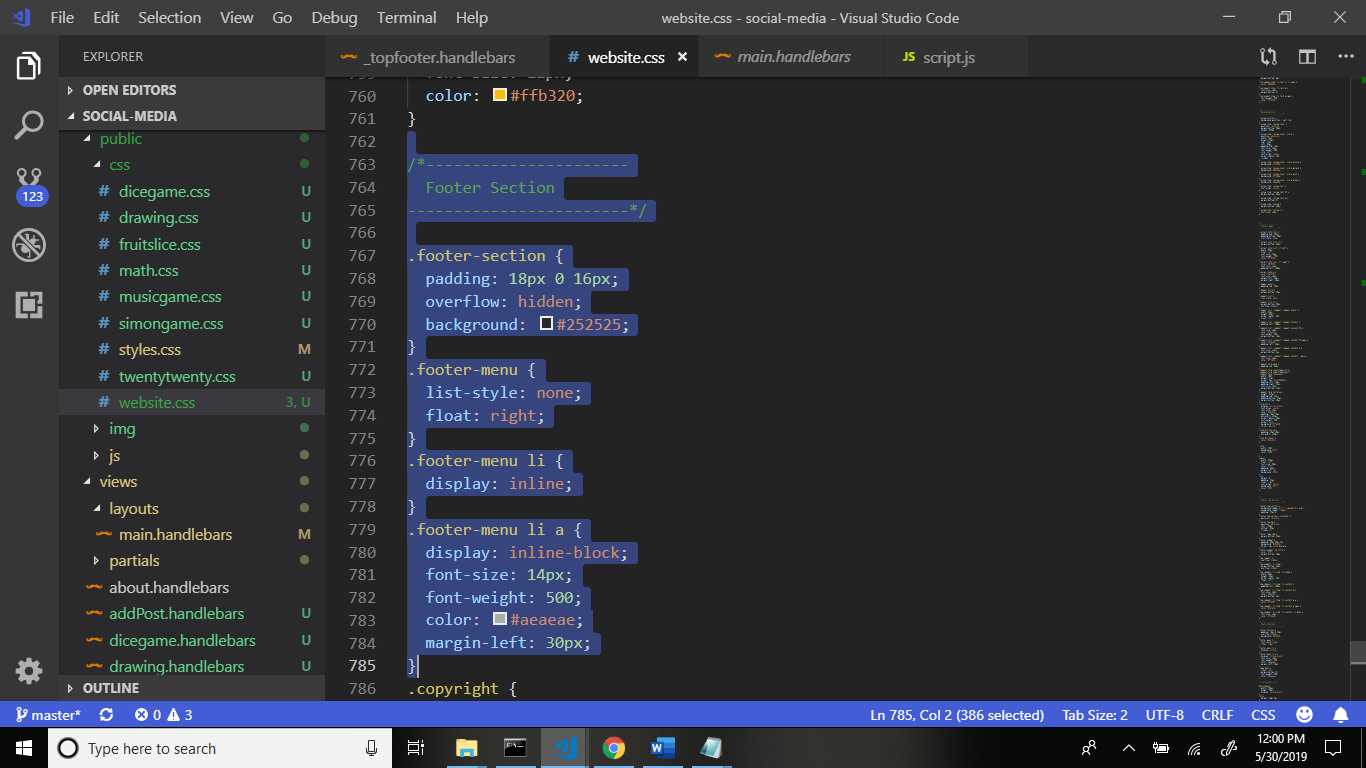 File Edit Selection View Go Debug Terminal Help
website.css - social-media - Visual Studio Code
EXPLORER
_topfooter.handlebars
# website.css
main.handlebars
JS script.js
OPEN EDITORS
SOCIAL-MEDIA
public
css
# dicegame.css U
# drawing.css U
# fruitslice.css U
# math.css U
# musicgame.css U
# simongame.css U
# styles.css M
# twentytwenty.css U
# website.css 3, U
img
js
views
layouts
main.handlebars M
partials
about.handlebars
addPost.handlebars U
dicegame.handlebars U
drawing.handlebars U
OUTLINE
123
760 color: #ffb320;
761 }
762
763 /*----------------------
764 Footer Section
765 ------------------------*/
766
767 .footer-section {
768 padding: 18px 0 16px;
769 overflow: hidden;
770 background: #252525;
771 }
772 .footer-menu {
773 list-style: none;
774 float: right;
775 }
776 .footer-menu li {
777 display: inline;
778 }
779 .footer-menu li a {
780 display: inline-block;
781 font-size: 14px;
782 font-weight: 500;
783 color: #aeaeae;
784 margin-left: 30px;
785 }
786 .copyright {
master* 0 3
Ln 785, Col 2 (386 selected) Tab Size: 2 UTF-8 CRLF CSS
Type here to search
12:00 PM
5/30/2019